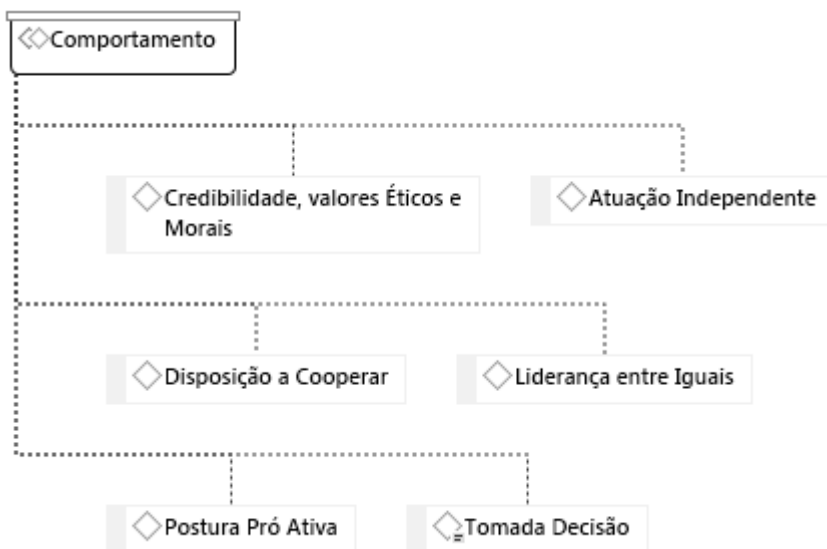 Comportamento
Credibilidade, valores Éticos e
Morais
Atuação Independente
Disposição a Cooperar
Liderança entre Iguais
Postura Pró Ativa
Tomada Decisão